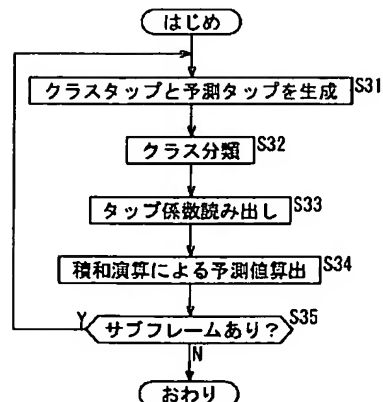 はじめ
クラスタップと予測タップを生成 S31
クラス分類 S32
タップ係数読み出し S33
積和演算による予測値算出 S34
Y サブフレームあり? S35
N
おわり